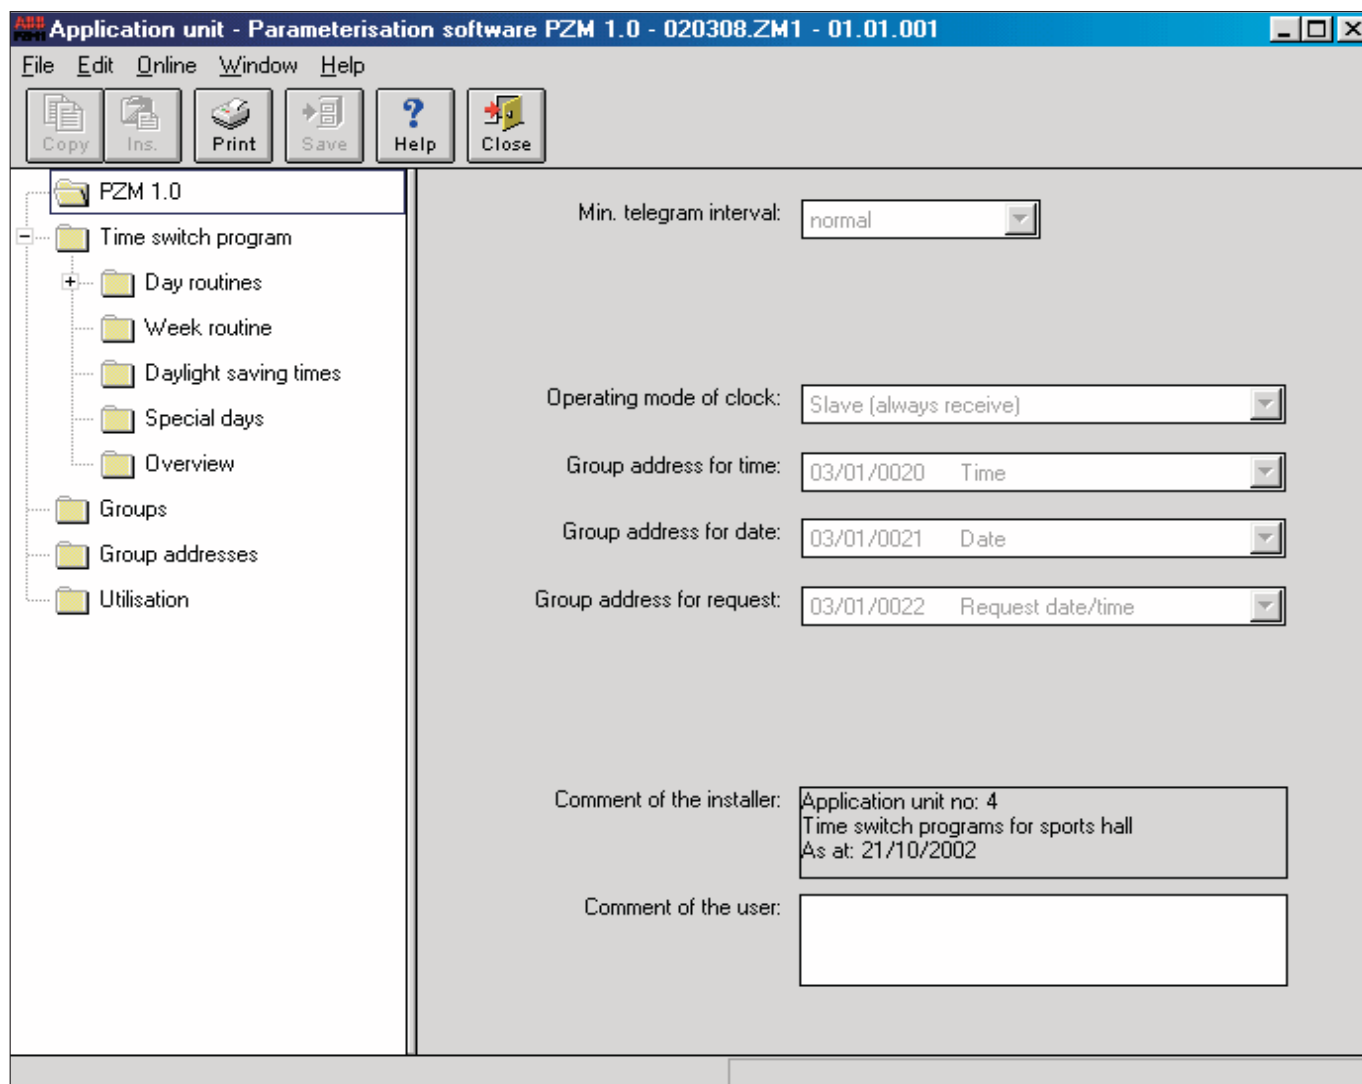 Application unit - Parameterisation software PZM 1.0 - 020308.ZM1 - 01.01.001
File Edit Online Window Help
Copy Ins. Print Save Help Close
PZM 1.0
Time switch program
Day routines
Week routine
Daylight saving times
Special days
Overview
Groups
Group addresses
Utilisation
Min. telegram interval: normal
Operating mode of clock: Slave (always receive)
Group address for time: 03/01/0020 Time
Group address for date: 03/01/0021 Date
Group address for request: 03/01/0022 Request date/time
Comment of the installer: Application unit no: 4
Time switch programs for sports hall
As at: 21/10/2002
Comment of the user: